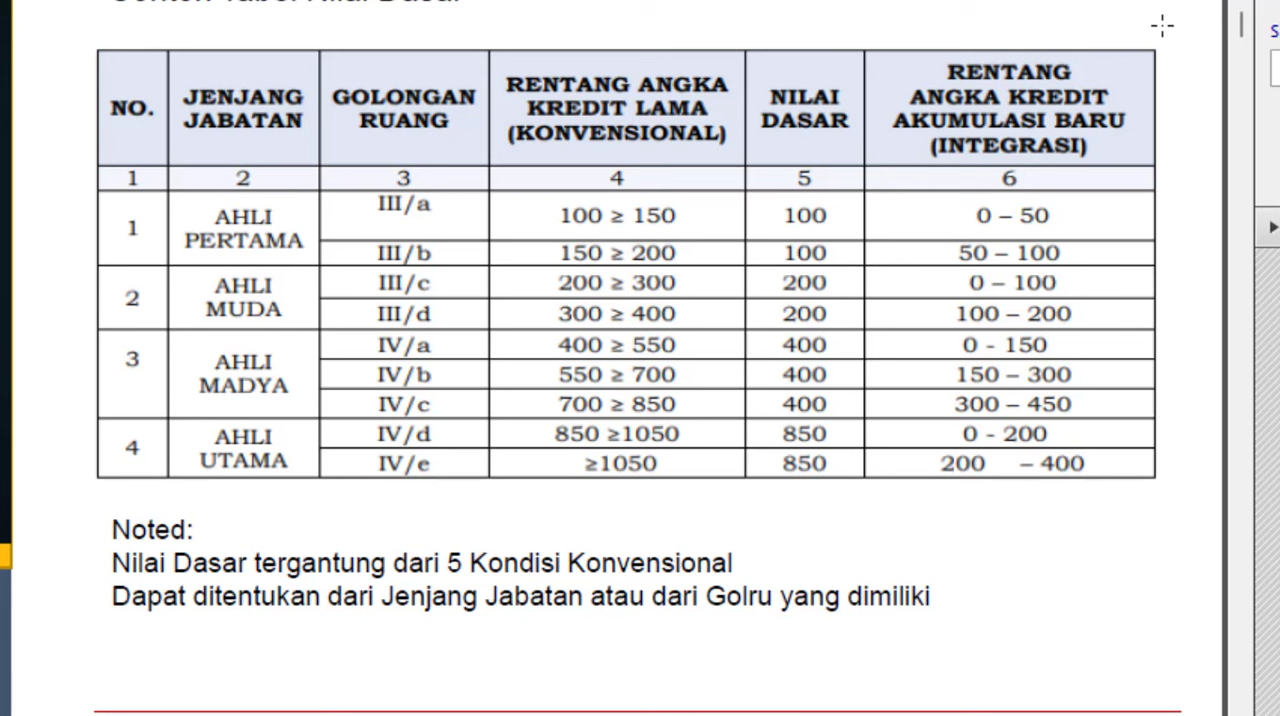 Contoh Tabel Nilai Dasar
NO. JENJANG JABATAN GOLONGAN RUANG RENTANG ANGKA KREDIT LAMA (KONVENSIONAL) NILAI DASAR RENTANG ANGKA KREDIT AKUMULASI BARU (INTEGRASI)
1 2 3 4 5 6
1 AHLI PERTAMA III/a 100 ≥ 150 100 0 – 50
III/b 150 ≥ 200 100 50 – 100
2 AHLI MUDA III/c 200 ≥ 300 200 0 – 100
III/d 300 ≥ 400 200 100 – 200
3 AHLI MADYA IV/a 400 ≥ 550 400 0 - 150
IV/b 550 ≥ 700 400 150 – 300
IV/c 700 ≥ 850 400 300 – 450
4 AHLI UTAMA IV/d 850 ≥1050 850 0 - 200
IV/e ≥1050 850 200 – 400
Noted:
Nilai Dasar tergantung dari 5 Kondisi Konvensional
Dapat ditentukan dari Jenjang Jabatan atau dari Golru yang dimiliki